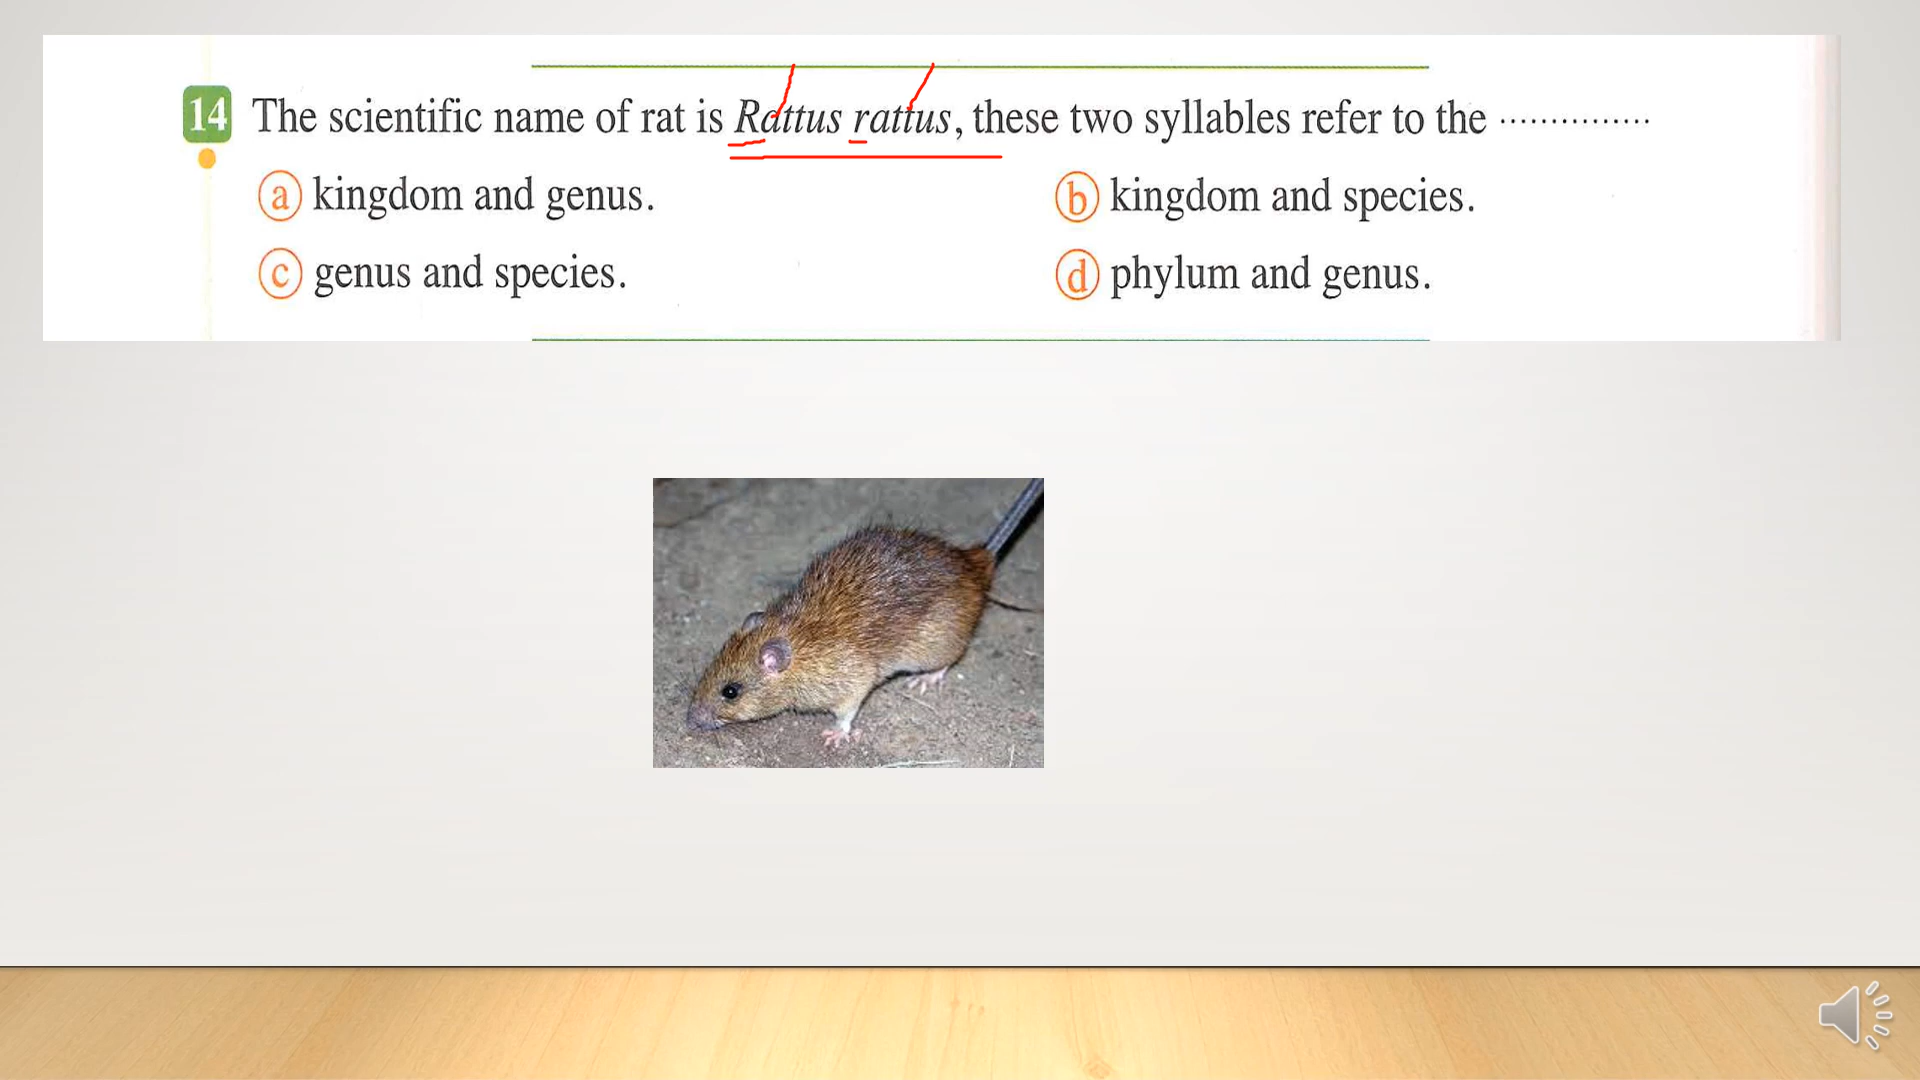 14 The scientific name of rat is Rattus rattus, these two syllables refer to the ...............
a kingdom and genus. b kingdom and species.
c genus and species. d phylum and genus.